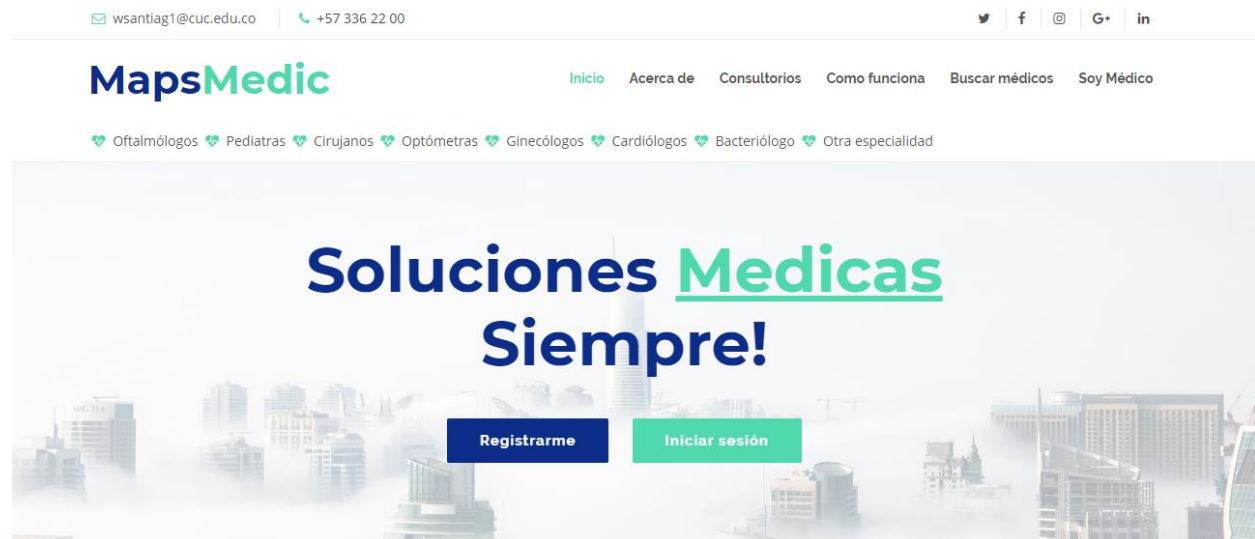 wsantiag1@cuc.edu.co +57 336 22 00 G+ in
MapsMedic
Inicio Acerca de Consultorios Como funciona Buscar médicos Soy Médico
Oftalmólogos Pediatras Cirujanos Optómetras Ginecólogos Cardiólogos Bacteriólogo Otra especialidad
Soluciones Medicas
Siempre!
Registrarme Iniciar sesión